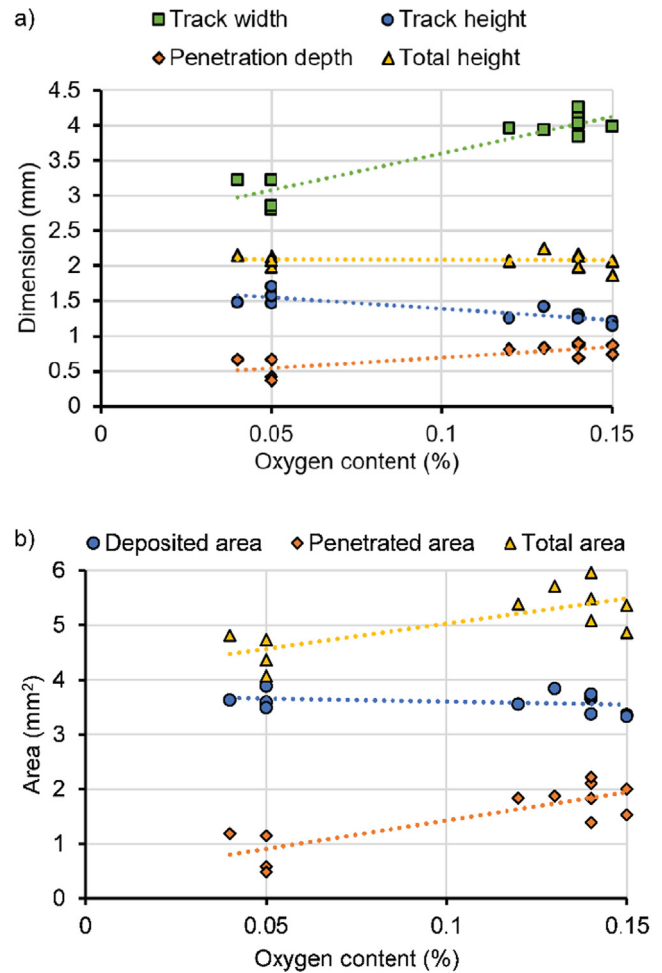 a)
Track width Track height
Penetration depth Total height
4.5
4
3.5
3
2.5
2
1.5
1
0.5
0
Dimension (mm)
0 0.05 0.1 0.15
Oxygen content (%)
b)
Deposited area Penetrated area Total area
6
5
4
3
2
1
0
Area (mm²)
0 0.05 0.1 0.15
Oxygen content (%)